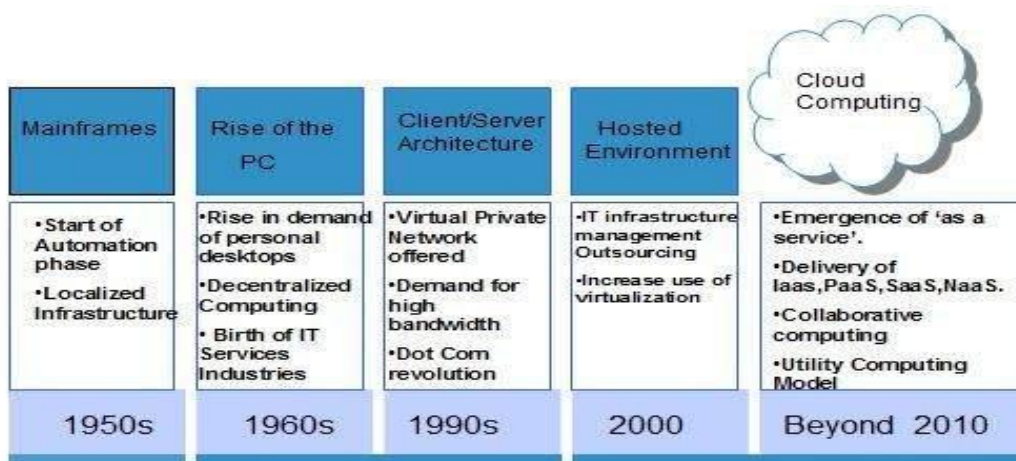 Mainframes
Rise of the
PC
Client/Server
Architecture
Hosted
Environment
Cloud
Computing
•Start of
Automation
phase
•Localized
Infrastructure
•Rise in demand
of personal
desktops
•Decentralized
Computing
• Birth of IT
Services
Industries
•Virtual Private
Network
offered
•Demand for
high
bandwidth
•Dot Com
revolution
•IT infrastructure
management
Outsourcing
•Increase use of
virtualization
•Emergence of ‘as a
service’.
•Delivery of
Iaas,PaaS,SaaS,NaaS.
•Collaborative
computing
•Utility Computing
Model
1950s
1960s
1990s
2000
Beyond 2010